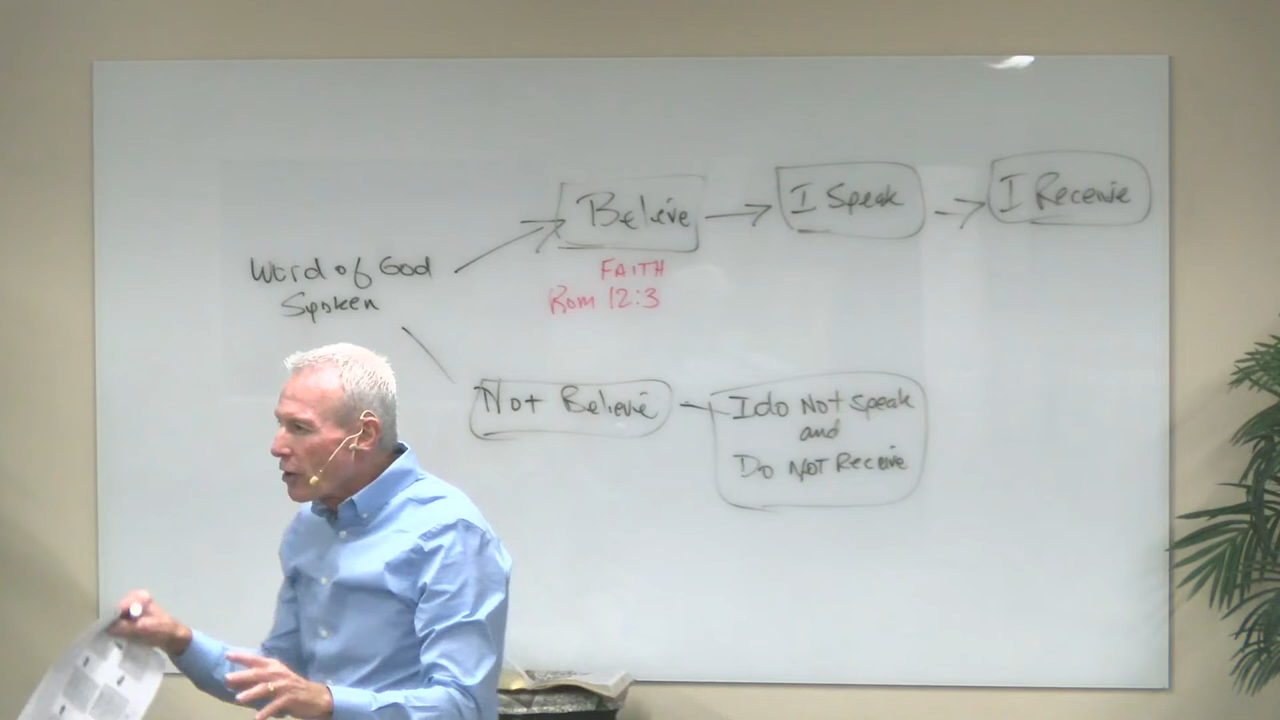 Word of God
Spoken
Believe
FAITH
Rom 12:3
I Speak
I Receive
Not Believe
I do Not Speak
and
Do NOT Receive